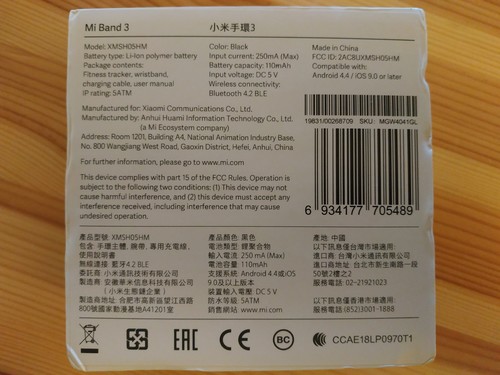 Mi Band 3
小米手環3
Model: XMSH05HM
Battery type: Li-Ion polymer battery
Package contents:
Fitness tracker, wristband,
charging cable, user manual
IP rating: 5ATM
Color: Black
Input current: 250mA (Max)
Battery capacity: 110mAh
Input voltage: DC 5 V
Wireless connectivity:
Bluetooth 4.2 BLE
Made in China
FCC ID: 2AC8UXMSH05HM
Compatible with:
Android 4.4 / iOS 9.0 or later
Manufactured for: Xiaomi Communications Co., Ltd.
Manufactured by: Anhui Huami Information Technology Co., Ltd.
(a Mi Ecosystem company)
Address: Room 1201, Building A4, National Animation Industry Base,
No. 800 Wangjiang West Road, Gaoxin District, Hefei, Anhui, China
For further information, please go to www.mi.com
This device complies with part 15 of the FCC Rules. Operation is
subject to the following two conditions: (1) This device may not
cause harmful interference, and (2) this device must accept any
interference received, including interference that may cause
undesired operation.
19831/00268709 SKU: MGW4041GL
6 934177 705489
產品型號: XMSH05HM
包含: 手環主體, 腕帶, 專用充電線,
使用說明
無線連接: 藍牙4.2 BLE
委託商: 小米通訊技術有限公司
製造商: 安徽華米信息科技有限公司
(小米生態鏈企業)
製造商地址: 合肥市高新區望江西路
800號國家動漫基地A41201室
產品顏色: 黑色
電池類型: 鋰聚合物
輸入電流: 250 mA (Max)
電池容量: 110mAh
支援系統: Android 4.4或iOS
9.0及以上版本
裝置輸入電壓: DC 5 V
防水等級: 5ATM
銷售網站: www.mi.com
產地: 中國
以下訊息僅台灣市場適用:
進口商: 台灣小米通訊有限公司
進口商地址: 台北市新生南路一段
50號2樓之2
電話: 02-21921023
以下訊息僅香港市場適用:
電話: (852)3001-1888
EAC
CE
BC
CCAE18LP0970T1